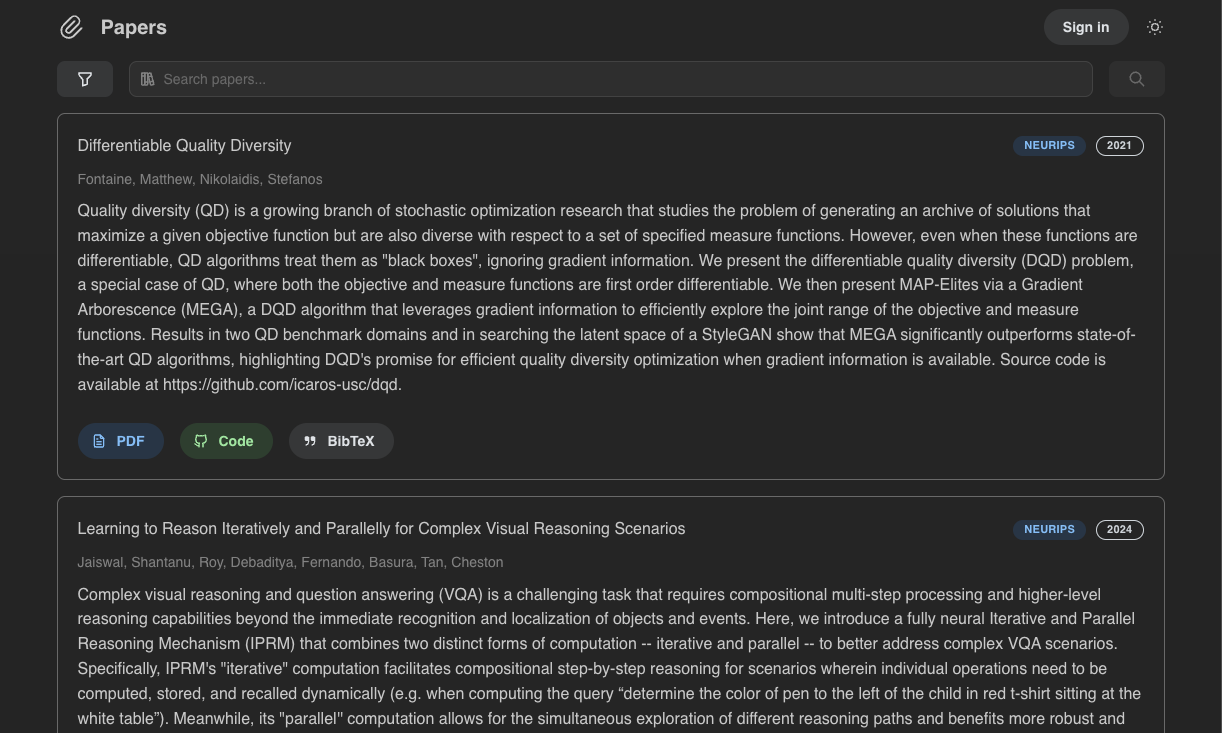 Papers
Sign in
Search papers...
Differentiable Quality Diversity
NEURIPS
2021
Fontaine, Matthew, Nikolaidis, Stefanos
Quality diversity (QD) is a growing branch of stochastic optimization research that studies the problem of generating an archive of solutions that
maximize a given objective function but are also diverse with respect to a set of specified measure functions. However, even when these functions are
differentiable, QD algorithms treat them as "black boxes", ignoring gradient information. We present the differentiable quality diversity (DQD) problem,
a special case of QD, where both the objective and measure functions are first order differentiable. We then present MAP-Elites via a Gradient
Arborescence (MEGA), a DQD algorithm that leverages gradient information to efficiently explore the joint range of the objective and measure
functions. Results in two QD benchmark domains and in searching the latent space of a StyleGAN show that MEGA significantly outperforms state-of-
the-art QD algorithms, highlighting DQD's promise for efficient quality diversity optimization when gradient information is available. Source code is
available at https://github.com/icaros-usc/dqd.
PDF
Code
BibTeX
Learning to Reason Iteratively and Parallelly for Complex Visual Reasoning Scenarios
NEURIPS
2024
Jaiswal, Shantanu, Roy, Debaditya, Fernando, Basura, Tan, Cheston
Complex visual reasoning and question answering (VQA) is a challenging task that requires compositional multi-step processing and higher-level
reasoning capabilities beyond the immediate recognition and localization of objects and events. Here, we introduce a fully neural Iterative and Parallel
Reasoning Mechanism (IPRM) that combines two distinct forms of computation -- iterative and parallel -- to better address complex VQA scenarios.
Specifically, IPRM's "iterative" computation facilitates compositional step-by-step reasoning for scenarios wherein individual operations need to be
computed, stored, and recalled dynamically (e.g. when computing the query “determine the color of pen to the left of the child in red t-shirt sitting at the
white table”). Meanwhile, its "parallel" computation allows for the simultaneous exploration of different reasoning paths and benefits more robust and